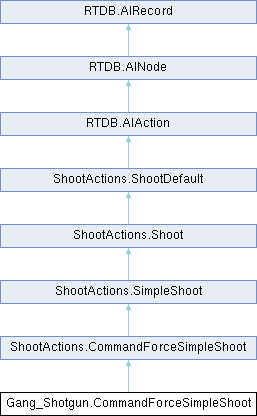 RTDB.AIRecord
RTDB.AINode
RTDB.AIAction
ShootActions.ShootDefault
ShootActions.Shoot
ShootActions.SimpleShoot
ShootActions.CommandForceSimpleShoot
Gang_Shotgun.CommandForceSimpleShoot